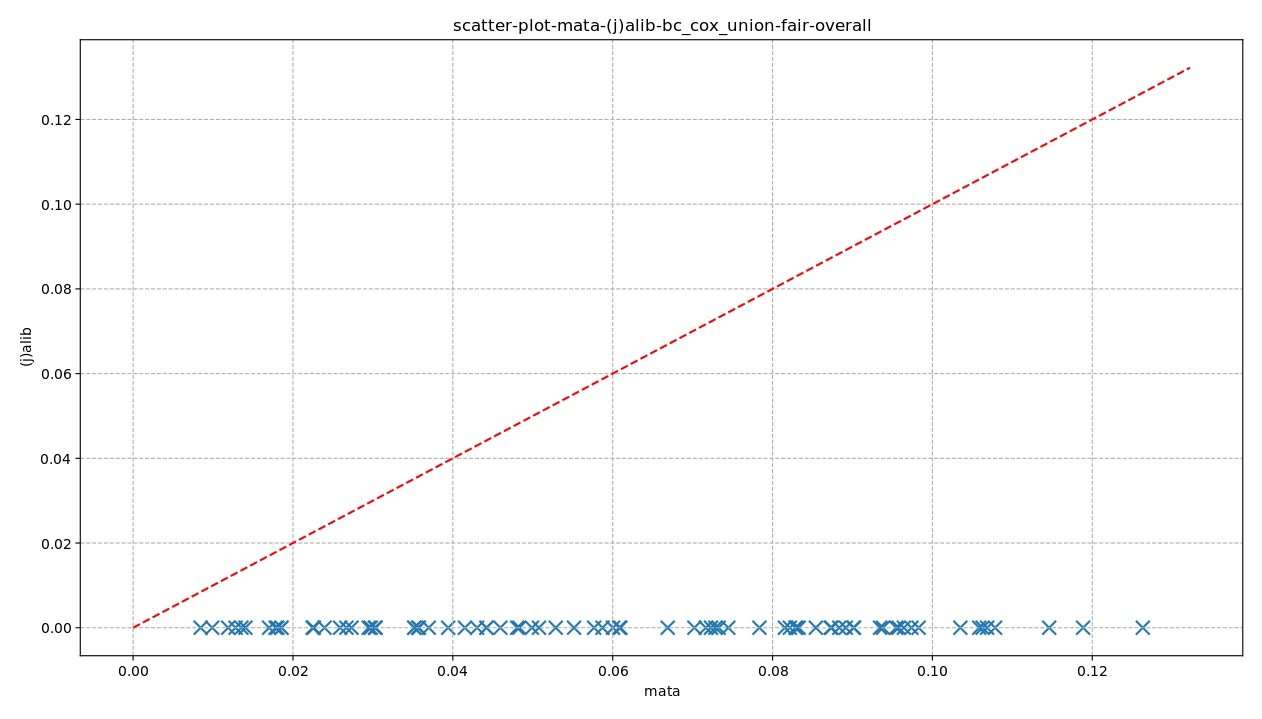 scatter-plot-mata-(j)alib-bc_cox_union-fair-overall
(j)alib
0.12
0.10
0.08
0.06
0.04
0.02
0.00
0.00 0.02 0.04 0.06 0.08 0.10 0.12
mata